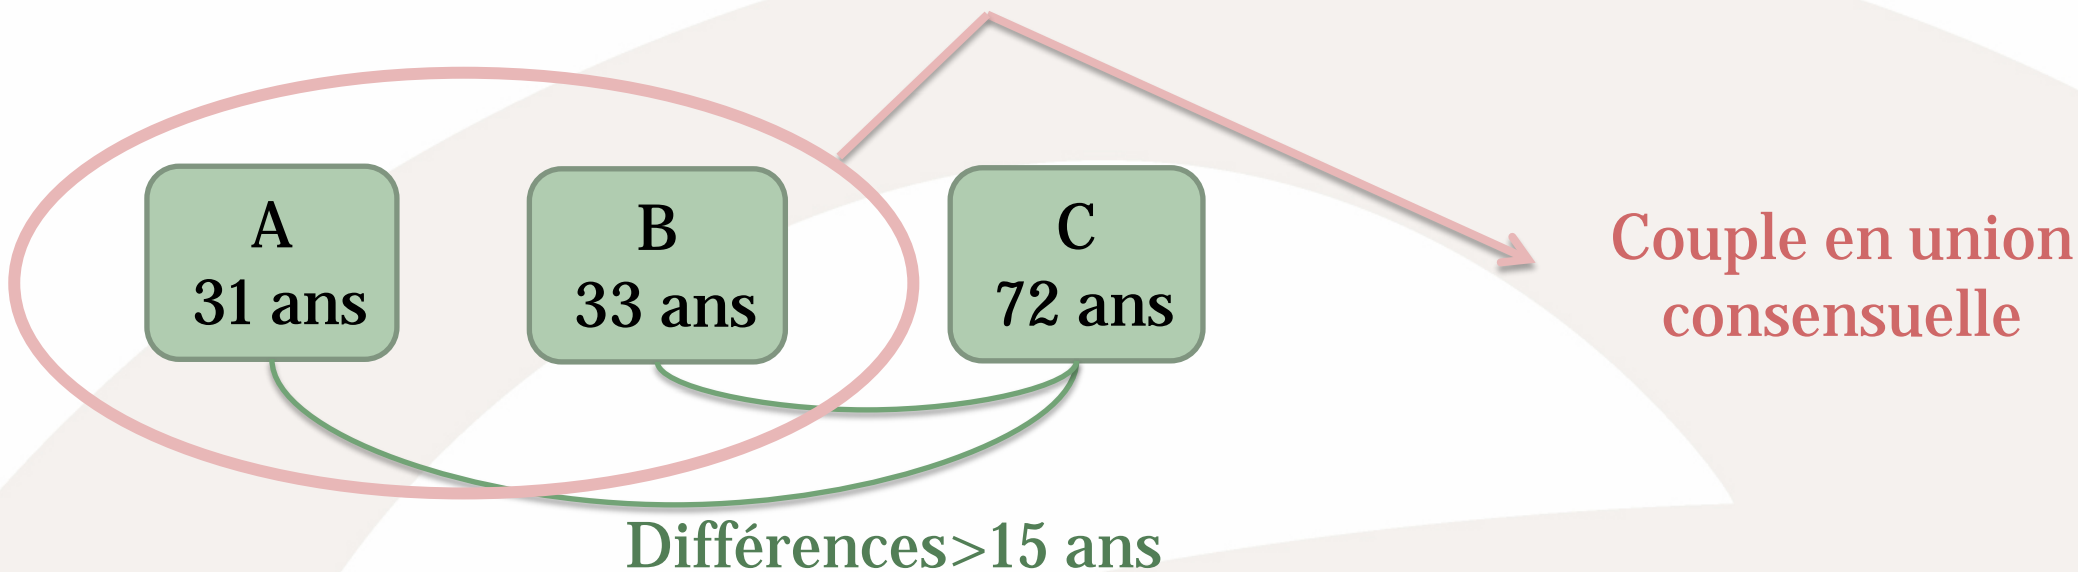 A
31 ans
B
33 ans
C
72 ans
Couple en union
consensuelle
Différences>15 ans